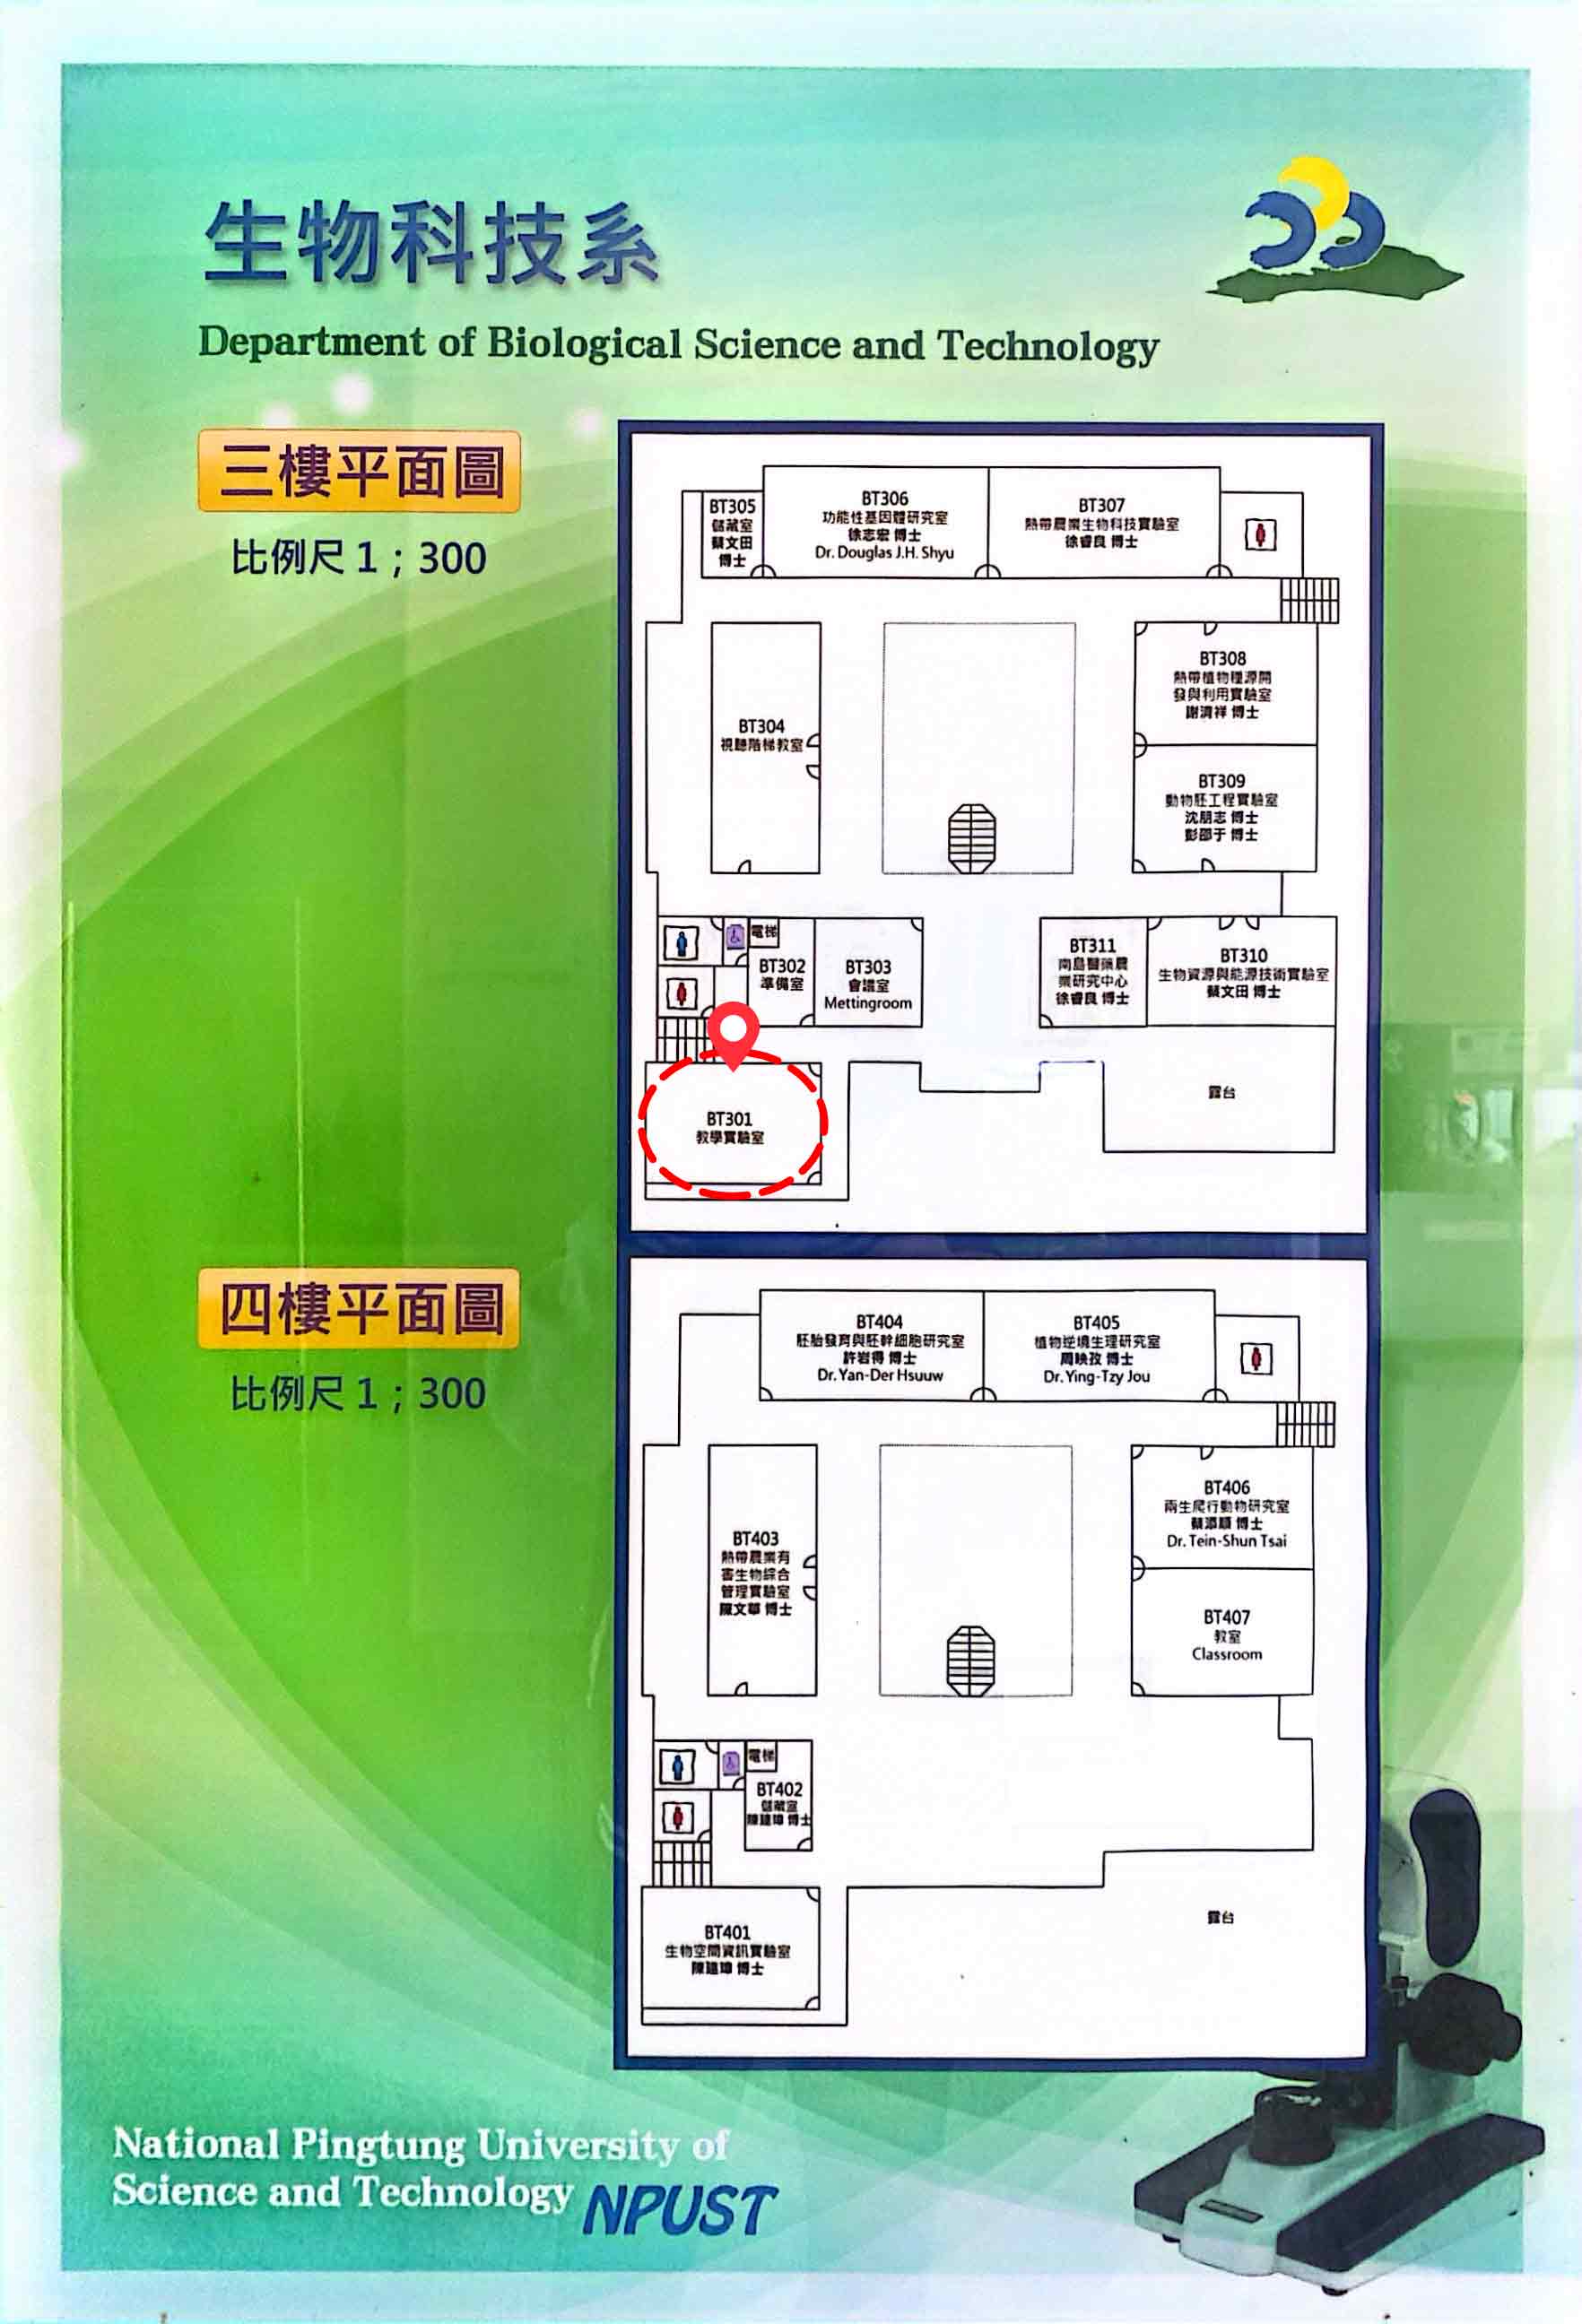 生物科技系
Department of Biological Science and Technology
三樓平面圖
比例尺 1；300
BT305
儲藏室
蔡文田
博士
BT306
功能性基因體研究室
徐志宏 博士
Dr. Douglas J.H. Shyu
BT307
熱帶農業生物科技實驗室
徐睿良 博士
BT304
視聽階梯教室
BT308
熱帶植物種源開
發與利用實驗室
謝清祥 博士
BT309
動物胚工程實驗室
沈朋志 博士
彭劭于 博士
電梯
BT302
準備室
BT303
會議室
Mettingroom
BT311
南島醫藥農
業研究中心
徐睿良 博士
BT310
生物資源與能源技術實驗室
蔡文田 博士
BT301
教學實驗室
露台
四樓平面圖
比例尺 1；300
BT404
胚胎發育與胚幹細胞研究室
許岩得 博士
Dr. Yan-Der Hsuuw
BT405
植物逆境生理研究室
周映孜 博士
Dr. Ying-Tzy Jou
BT403
熱帶農業有
害生物綜合
管理實驗室
陳文華 博士
BT406
兩生爬行動物研究室
蔡添順 博士
Dr. Tein-Shun Tsai
BT407
教室
Classroom
電梯
BT402
儲藏室
陳建璋 博士
BT401
生物空間資訊實驗室
陳建璋 博士
露台
National Pingtung University of
Science and Technology NPUST